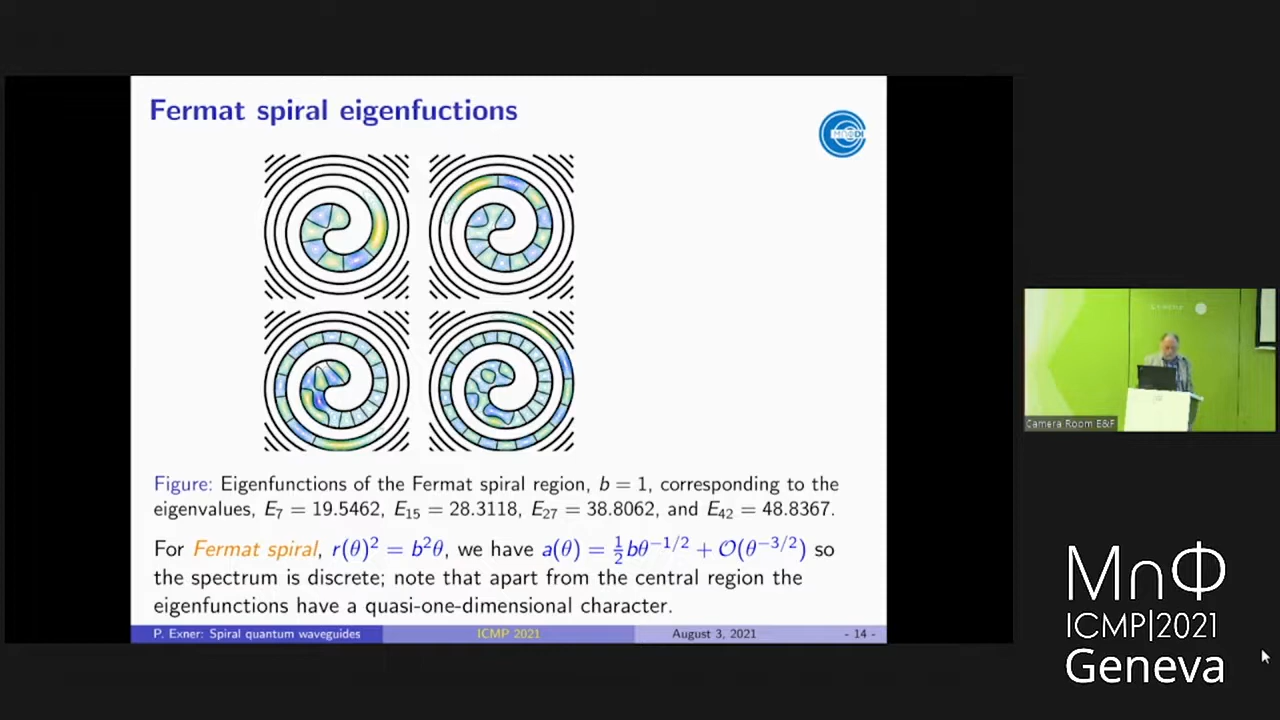 Fermat spiral eigenfuctions
Figure: Eigenfunctions of the Fermat spiral region, b = 1, corresponding to the
eigenvalues, E₇ = 19.5462, E₁₅ = 28.3118, E₂₇ = 38.8062, and E₄₂ = 48.8367.
For Fermat spiral, r(θ)² = b²θ, we have a(θ) = ½bθ^{−1/2} + O(θ^{−3/2}) so
the spectrum is discrete; note that apart from the central region the
eigenfunctions have a quasi-one-dimensional character.
P. Exner: Spiral quantum waveguides
ICMP 2021
August 3, 2021
- 14 -
Camera Room E&F
MnΦ
ICMP|2021
Geneva